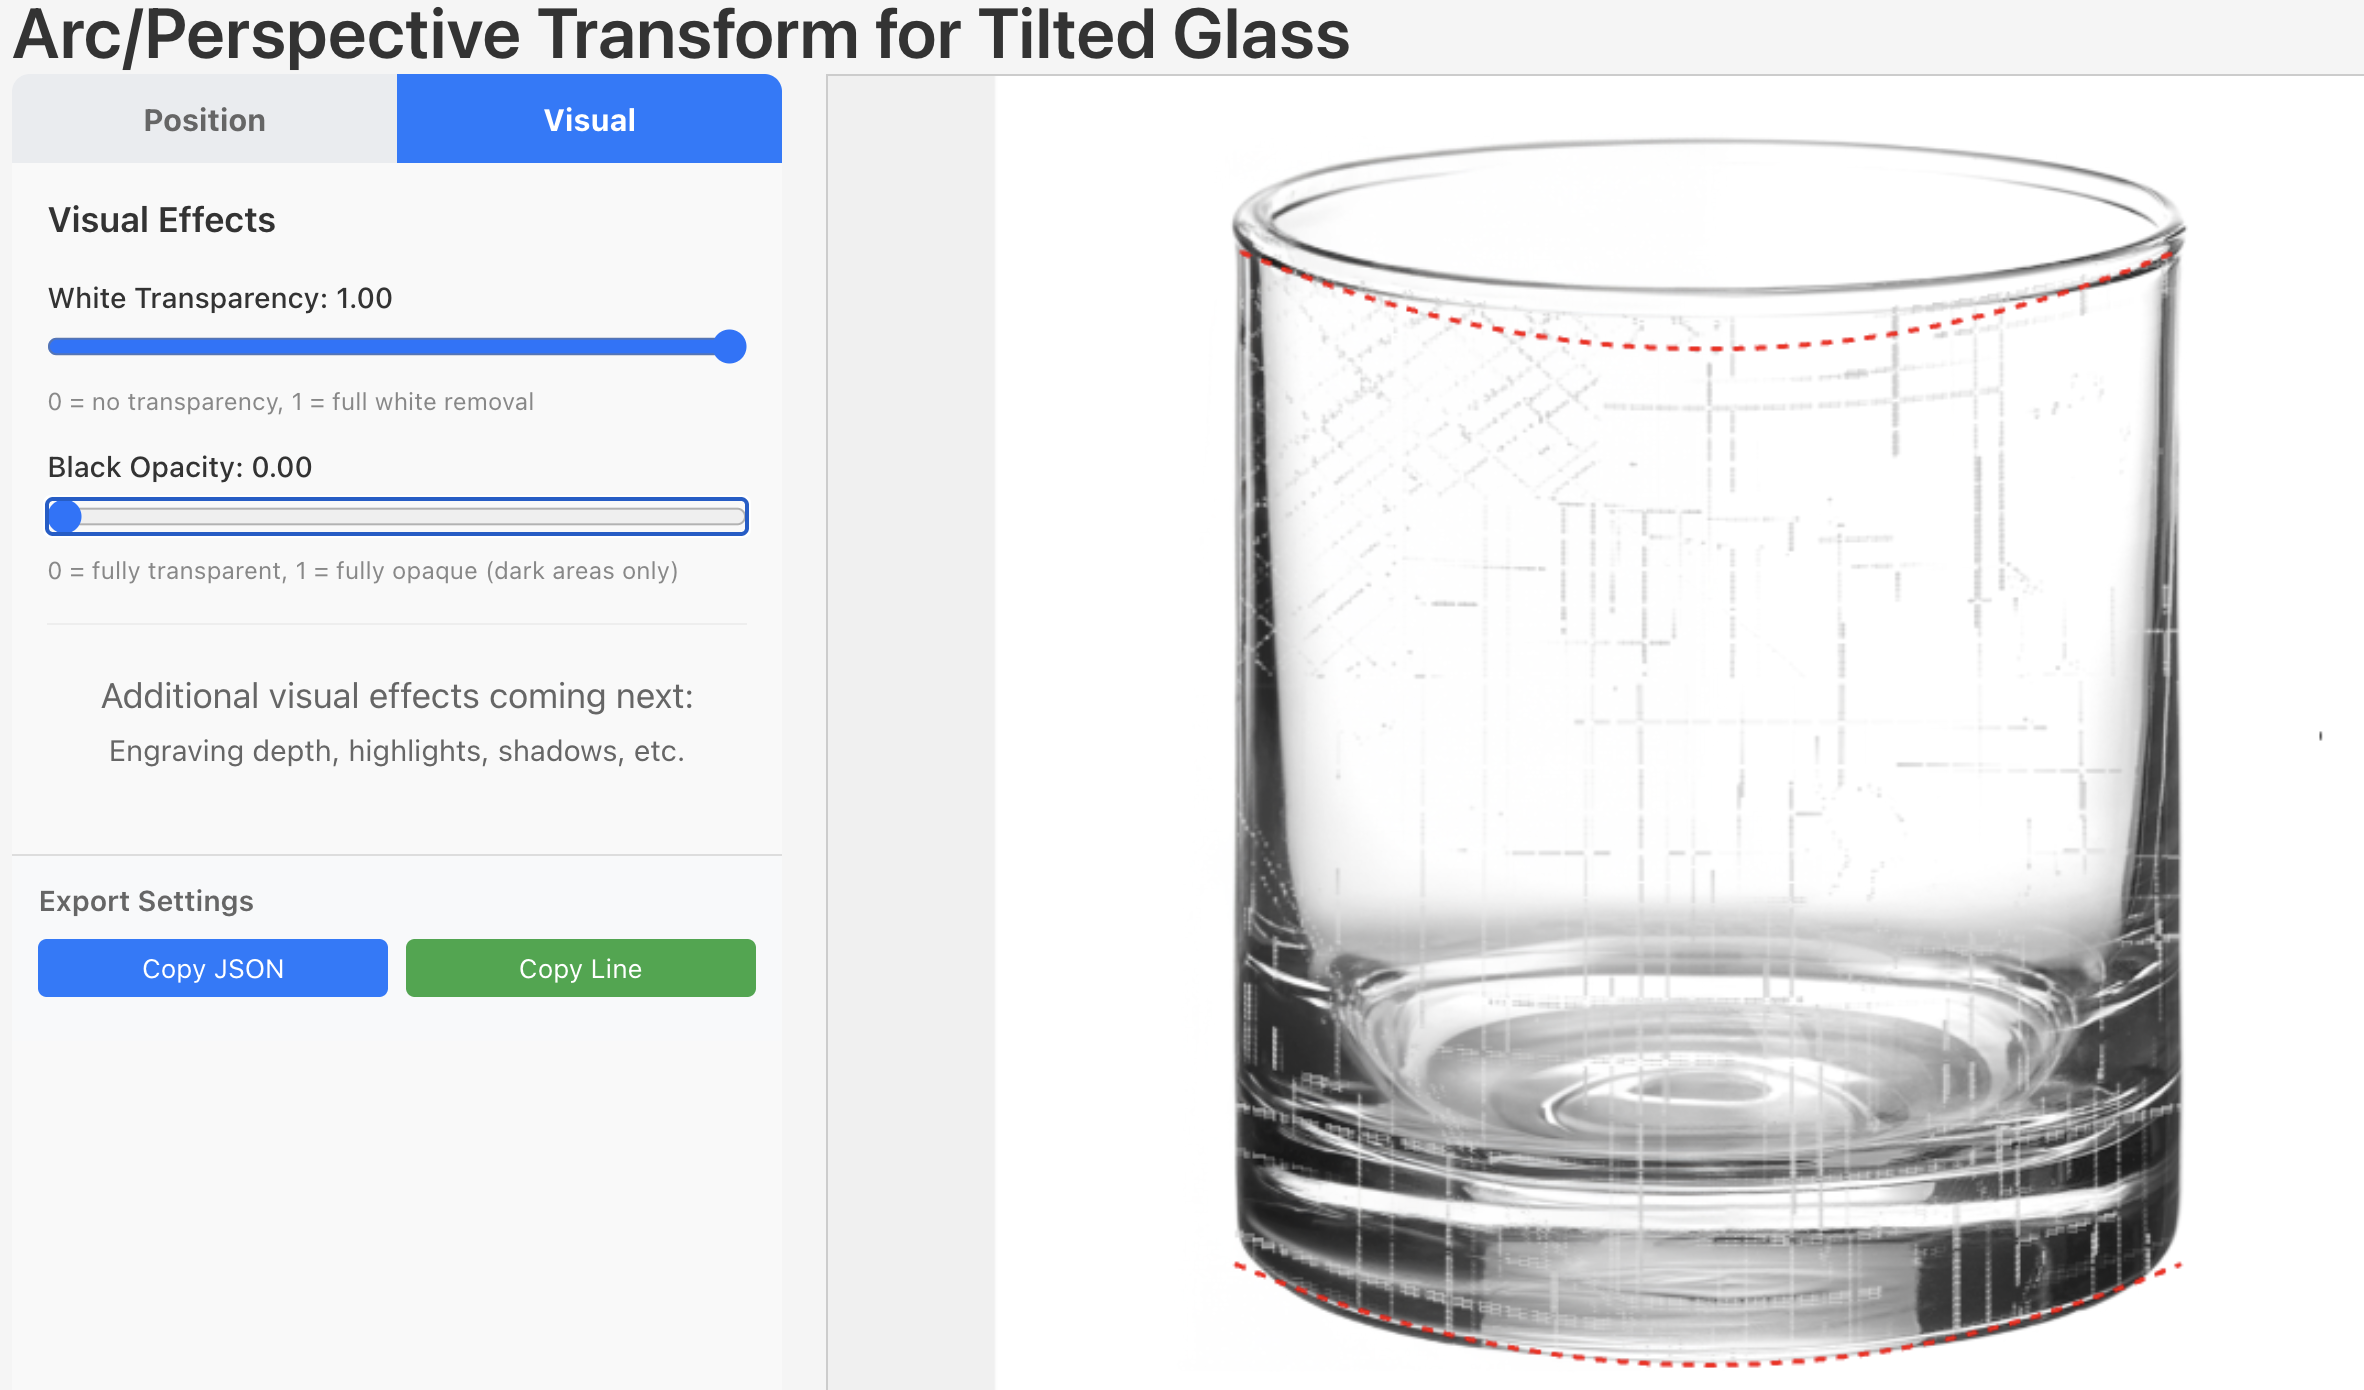 Arc/Perspective Transform for Tilted Glass
Position
Visual
Visual Effects
White Transparency: 1.00
0 = no transparency, 1 = full white removal
Black Opacity: 0.00
0 = fully transparent, 1 = fully opaque (dark areas only)
Additional visual effects coming next:
Engraving depth, highlights, shadows, etc.
Export Settings
Copy JSON
Copy Line